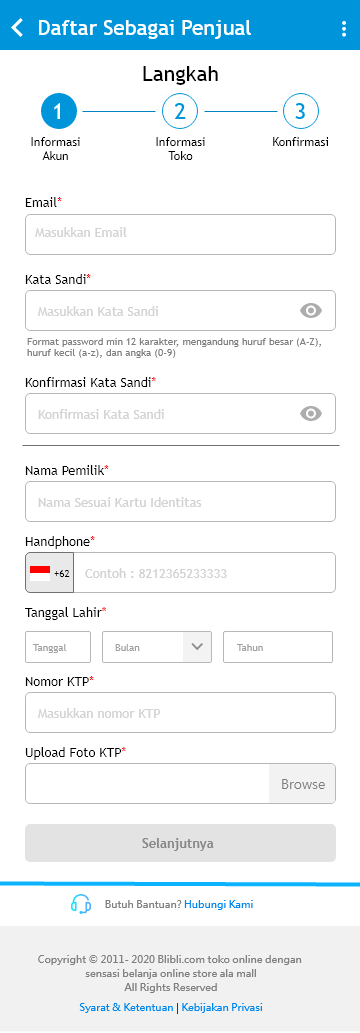 Daftar Sebagai Penjual
Langkah
1 2 3
Informasi Akun
Informasi Toko
Konfirmasi
Email*
Masukkan Email
Kata Sandi*
Masukkan Kata Sandi
Format password min 12 karakter, mengandung huruf besar (A-Z),
huruf kecil (a-z), dan angka (0-9)
Konfirmasi Kata Sandi*
Konfirmasi Kata Sandi
Nama Pemilik*
Nama Sesuai Kartu Identitas
Handphone*
+62 Contoh : 8212365233333
Tanggal Lahir*
Tanggal Bulan Tahun
Nomor KTP*
Masukkan nomor KTP
Upload Foto KTP*
Browse
Selanjutnya
Butuh Bantuan? Hubungi Kami
Copyright © 2011- 2020 Blibli.com toko online dengan
sensasi belanja online store ala mall
All Rights Reserved
Syarat & Ketentuan | Kebijakan Privasi